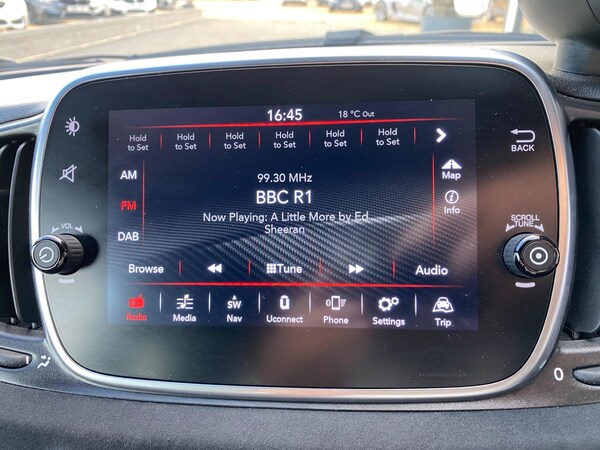 16:45 18 °C Out
Hold to Set Hold to Set Hold to Set Hold to Set Hold to Set Hold to Set
AM
FM
DAB
99.30 MHz
BBC R1
Now Playing: A Little More by Ed
Sheeran
Map
Info
Browse Tune Audio
Radio Media Nav Uconnect Phone Settings Trip
SW
VOL
BACK
SCROLL
TUNE
0